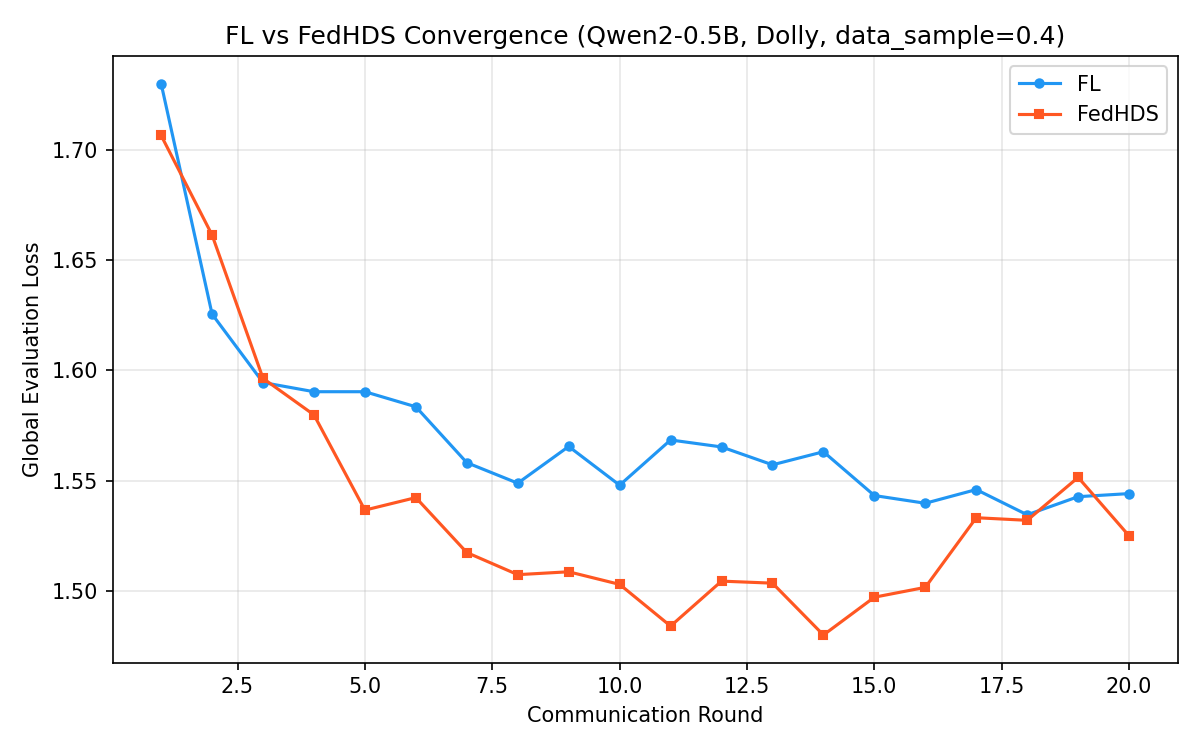 FL vs FedHDS Convergence (Qwen2-0.5B, Dolly, data_sample=0.4)
FL
FedHDS
Global Evaluation Loss
1.70
1.65
1.60
1.55
1.50
2.5 5.0 7.5 10.0 12.5 15.0 17.5 20.0
Communication Round